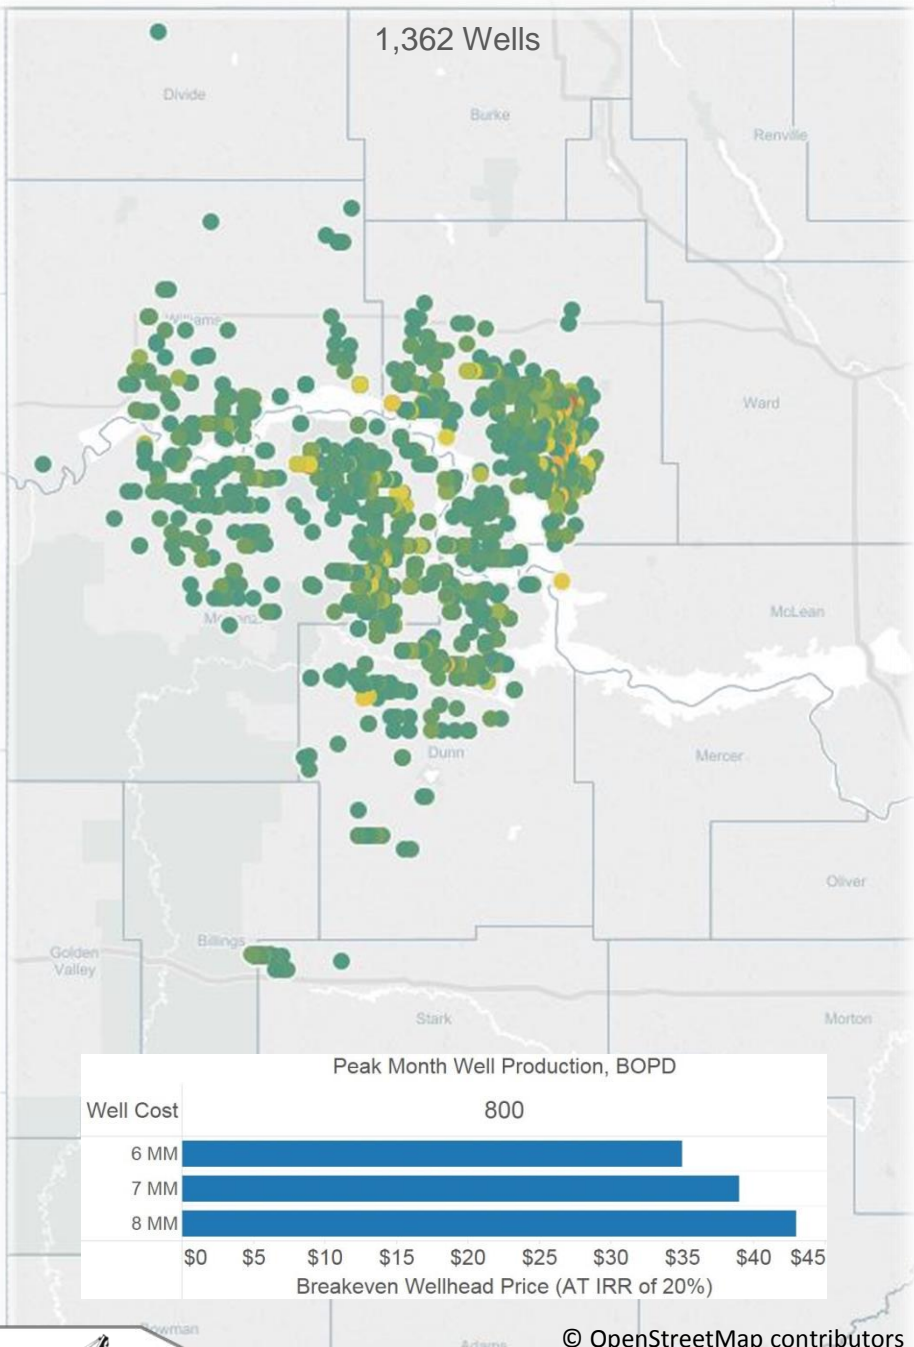 1,362 Wells
Divide
Burke
Renville
Williams
Ward
McLean
Dunn
Mercer
Oliver
Billings
Golden
Valley
Stark
Morton
Peak Month Well Production, BOPD
Well Cost 800
6 MM
7 MM
8 MM
$0 $5 $10 $15 $20 $25 $30 $35 $40 $45
Breakeven Wellhead Price (AT IRR of 20%)
Bowman
Adams
© OpenStreetMap contributors